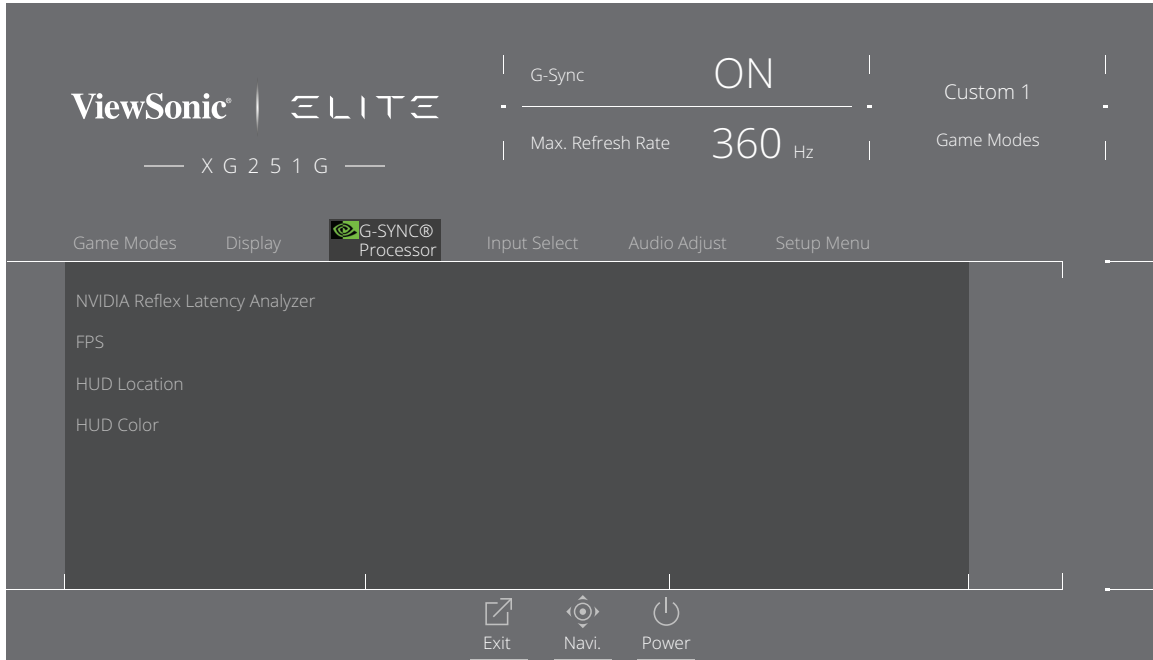 ViewSonic® ELITE
XG251G
G-Sync ON
Max. Refresh Rate 360 Hz
Custom 1
Game Modes
Game Modes Display G-SYNC® Processor Input Select Audio Adjust Setup Menu
NVIDIA Reflex Latency Analyzer
FPS
HUD Location
HUD Color
Exit Navi. Power